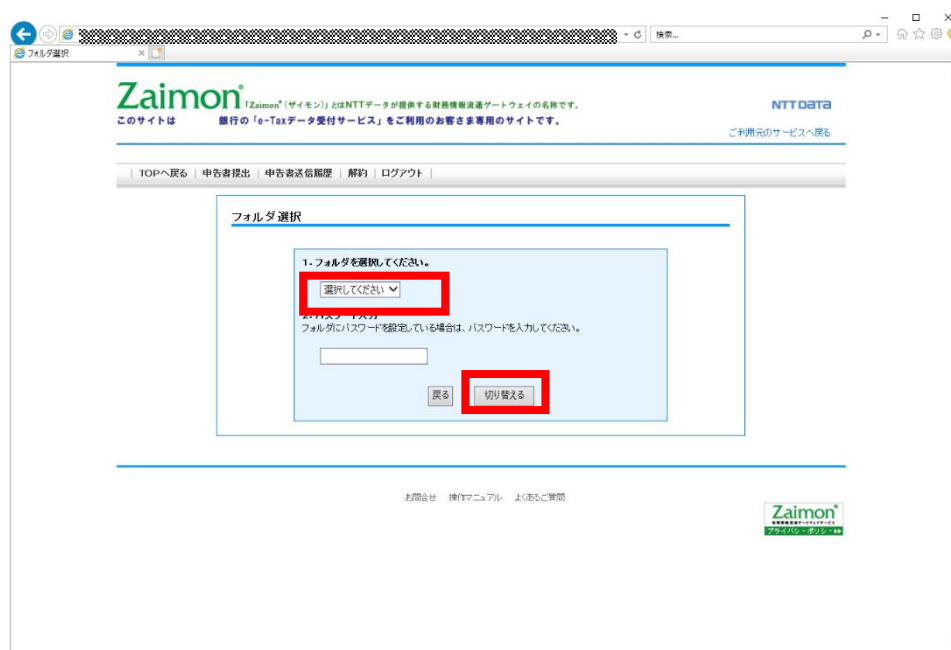 検索...
フォルダ選択
Zaimon®
「Zaimon®(ザイモン)」とはNTTデータが提供する財務情報流通ゲートウェイの名称です。
このサイトは 銀行の「e-Taxデータ受付サービス」をご利用のお客さま専用のサイトです。
NTT DATA
ご利用元のサービスへ戻る
| TOPへ戻る | 申告書提出 | 申告書送信履歴 | 解約 | ログアウト |
フォルダ選択
1.フォルダを選択してください。
選択してください
2.パスワード入力
フォルダにパスワードを設定している場合は、パスワードを入力してください。
戻る 切り替える
お問合せ 操作マニュアル よくあるご質問
Zaimon®
プライバシーポリシー